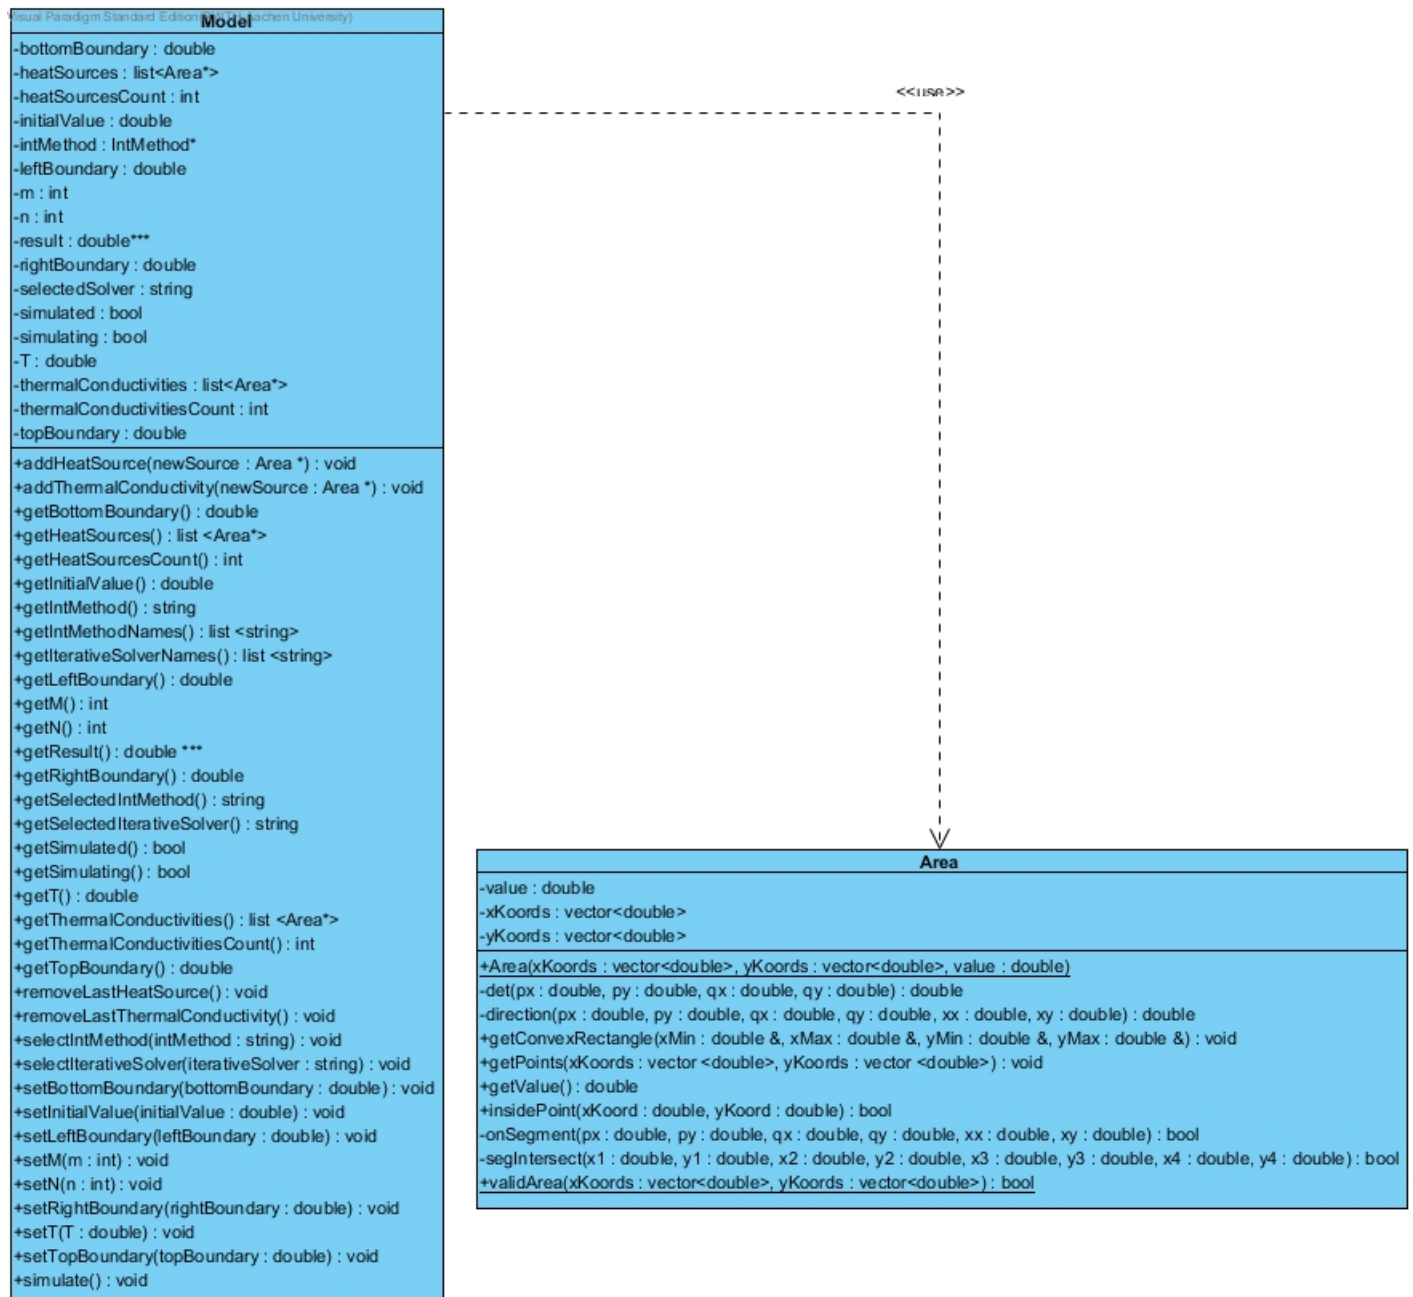 Visual Paradigm Standard Edition(RWTH Aachen University)
Model
-bottomBoundary : double
-heatSources : list<Area*>
-heatSourcesCount : int
-initialValue : double
-intMethod : IntMethod*
-leftBoundary : double
-m : int
-n : int
-result : double***
-rightBoundary : double
-selectedSolver : string
-simulated : bool
-simulating : bool
-T : double
-thermalConductivities : list<Area*>
-thermalConductivitiesCount : int
-topBoundary : double
+addHeatSource(newSource : Area *) : void
+addThermalConductivity(newSource : Area *) : void
+getBottomBoundary() : double
+getHeatSources() : list <Area*>
+getHeatSourcesCount() : int
+getInitialValue() : double
+getIntMethod() : string
+getIntMethodNames() : list <string>
+getIterativeSolverNames() : list <string>
+getLeftBoundary() : double
+getM() : int
+getN() : int
+getResult() : double ***
+getRightBoundary() : double
+getSelectedIntMethod() : string
+getSelectedIterativeSolver() : string
+getSimulated() : bool
+getSimulating() : bool
+getT() : double
+getThermalConductivities() : list <Area*>
+getThermalConductivitiesCount() : int
+getTopBoundary() : double
+removeLastHeatSource() : void
+removeLastThermalConductivity() : void
+selectIntMethod(intMethod : string) : void
+selectIterativeSolver(iterativeSolver : string) : void
+setBottomBoundary(bottomBoundary : double) : void
+setInitialValue(initialValue : double) : void
+setLeftBoundary(leftBoundary : double) : void
+setM(m : int) : void
+setN(n : int) : void
+setRightBoundary(rightBoundary : double) : void
+setT(T : double) : void
+setTopBoundary(topBoundary : double) : void
+simulate() : void
<<use>>
Area
-value : double
-xKoords : vector<double>
-yKoords : vector<double>
+Area(xKoords : vector<double>, yKoords : vector<double>, value : double)
-det(px : double, py : double, qx : double, qy : double) : double
-direction(px : double, py : double, qx : double, qy : double, xx : double, xy : double) : double
+getConvexRectangle(xMin : double &, xMax : double &, yMin : double &, yMax : double &) : void
+getPoints(xKoords : vector <double>, yKoords : vector <double>) : void
+getValue() : double
+insidePoint(xKoord : double, yKoord : double) : bool
-onSegment(px : double, py : double, qx : double, qy : double, xx : double, xy : double) : bool
-segIntersect(x1 : double, y1 : double, x2 : double, y2 : double, x3 : double, y3 : double, x4 : double, y4 : double) : bool
+validArea(xKoords : vector<double>, yKoords : vector<double>) : bool